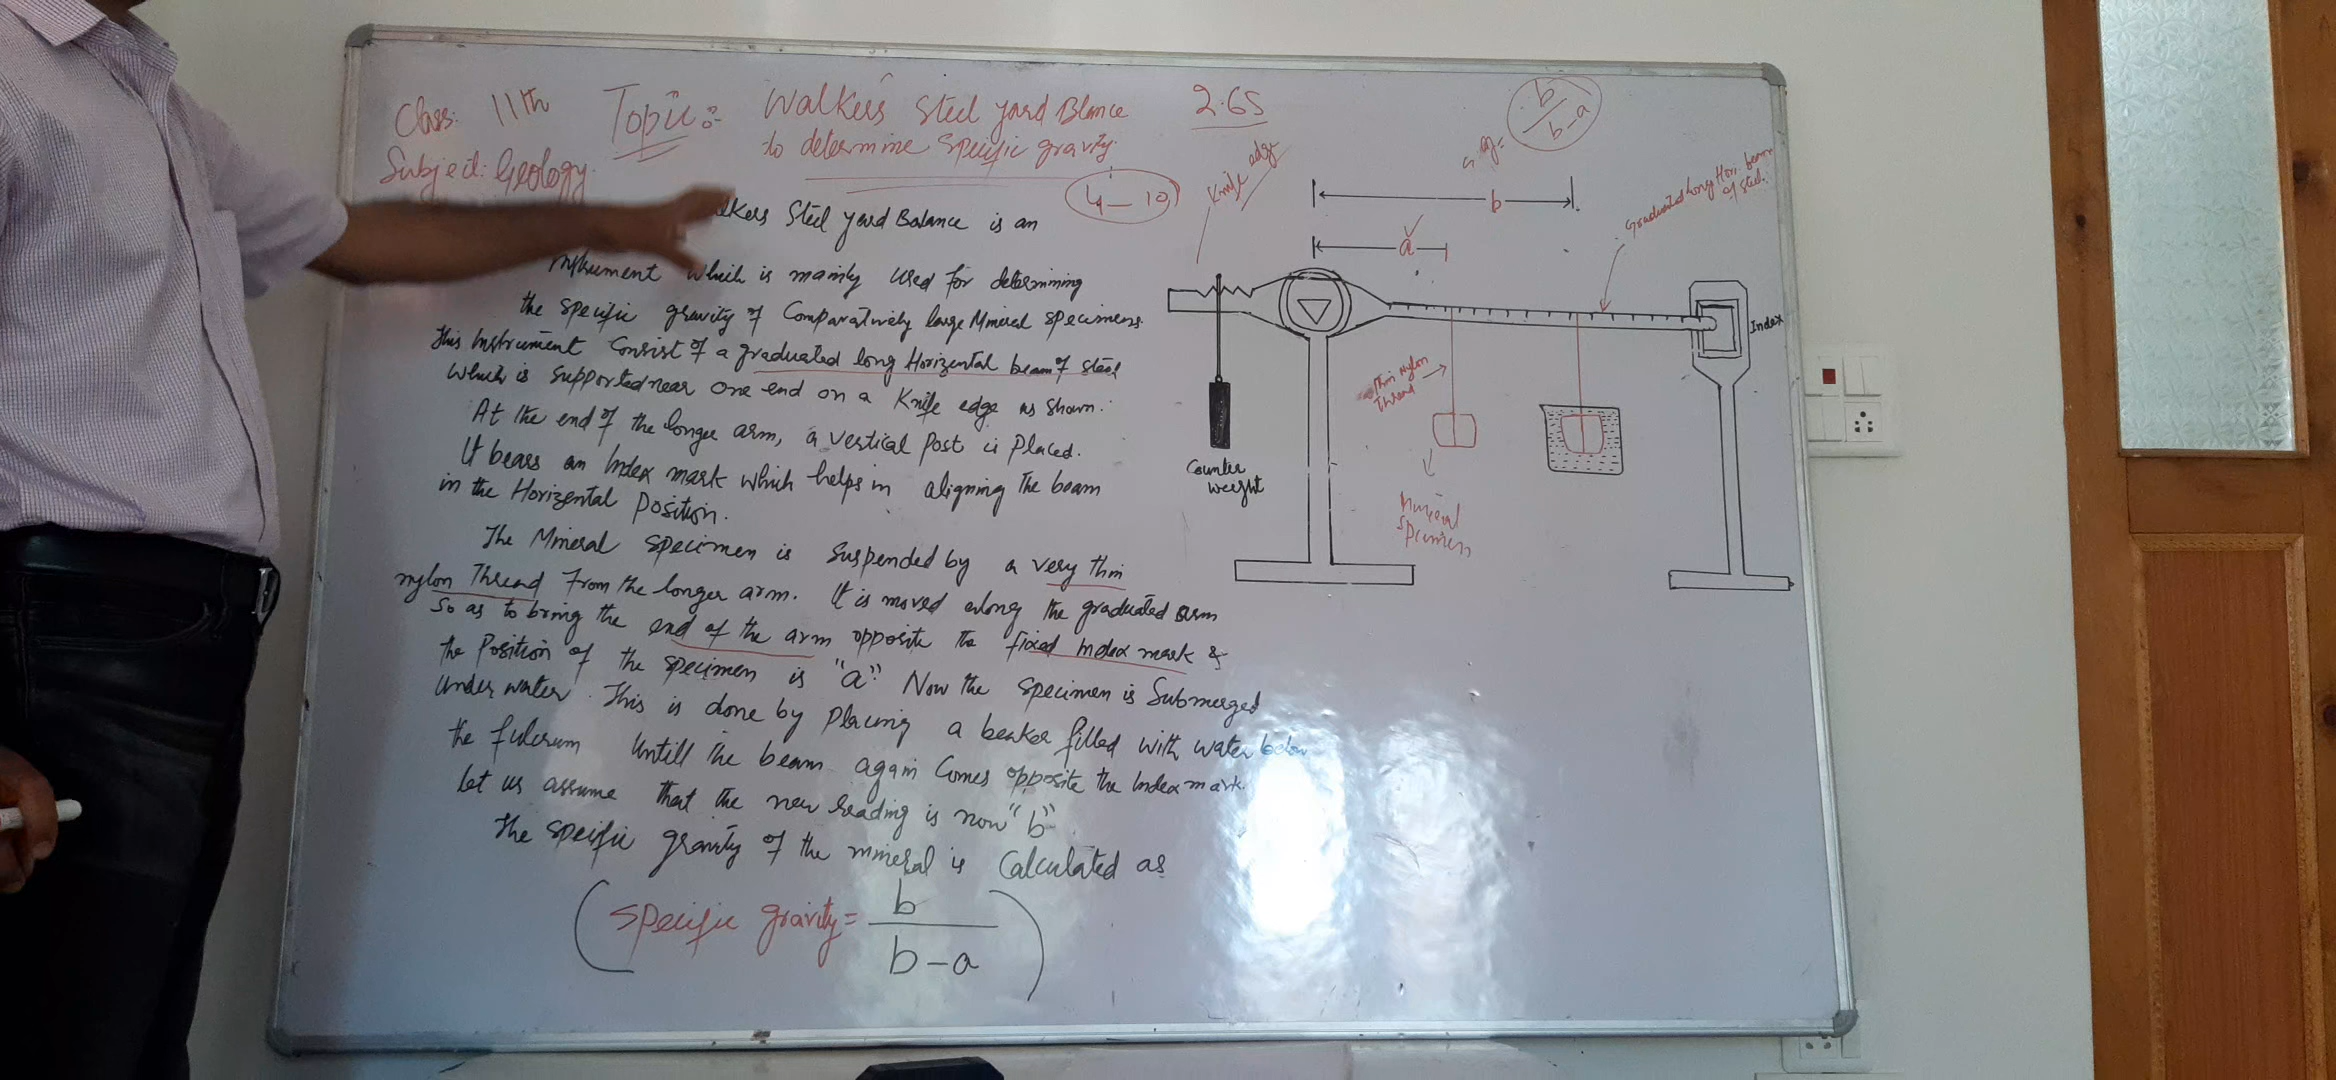 Class: 11th
Subject: Geology
Topic:-
Walkers Steel yard Blance
to determine Specific gravity.
2.65
4 - 10
Walkers Steel yard Balance is an
instrument which is mainly used for determining
the specific gravity of Comparatively large Mineral specimens.
This Instrument Consist of a graduated long Horizental beam of steel
Which is supported near one end on a Knife edge as shown.
At the end of the longer arm, a vertical Post is Placed.
It bears an Index mark which helps in aligning the beam
in the Horizental Position.
The Mineral specimen is suspended by a very thin
nylon Thread From the longer arm. It is moved along the graduated arm
So as to bring the end of the arm opposite the fixed Index mark &
the Position of the specimen is "a". Now the specimen is Submerged
Under water. This is done by Placing a beaker filled with water below
the fulcrum Untill the beam again Comes opposite the Index mark.
let us assume that the new reading is now "b"
The specific gravity of the mineral is Calculated as
(Specific gravity = b
b - a)
b
b - a
Knife edge
b
a
Graduated long Hori. beam
of steel.
Index
Thin Nylon
Thread
Counter
weight
Mineral
Specimen